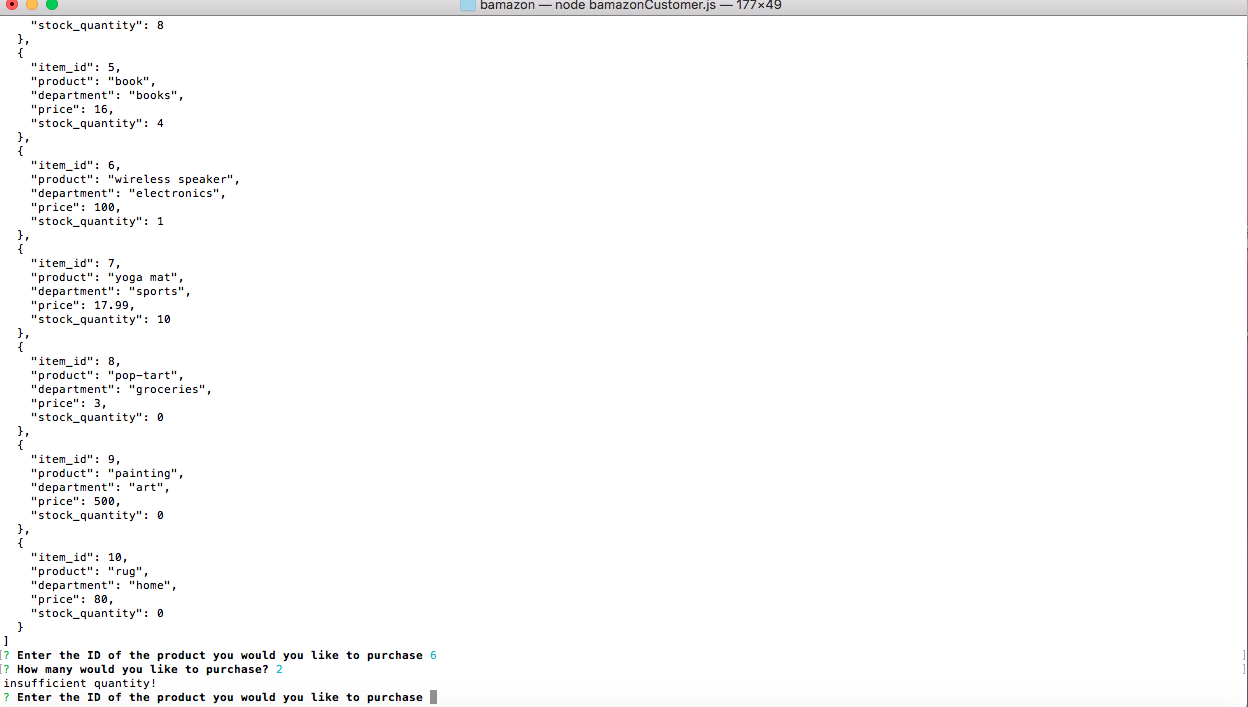 bamazon — node bamazonCustomer.js — 177×49
    "stock_quantity": 8
  },
  {
    "item_id": 5,
    "product": "book",
    "department": "books",
    "price": 16,
    "stock_quantity": 4
  },
  {
    "item_id": 6,
    "product": "wireless speaker",
    "department": "electronics",
    "price": 100,
    "stock_quantity": 1
  },
  {
    "item_id": 7,
    "product": "yoga mat",
    "department": "sports",
    "price": 17.99,
    "stock_quantity": 10
  },
  {
    "item_id": 8,
    "product": "pop-tart",
    "department": "groceries",
    "price": 3,
    "stock_quantity": 0
  },
  {
    "item_id": 9,
    "product": "painting",
    "department": "art",
    "price": 500,
    "stock_quantity": 0
  },
  {
    "item_id": 10,
    "product": "rug",
    "department": "home",
    "price": 80,
    "stock_quantity": 0
  }
]
[? Enter the ID of the product you would you like to purchase 6 ]
[? How many would you like to purchase? 2 ]
insufficient quantity!
? Enter the ID of the product you would you like to purchase